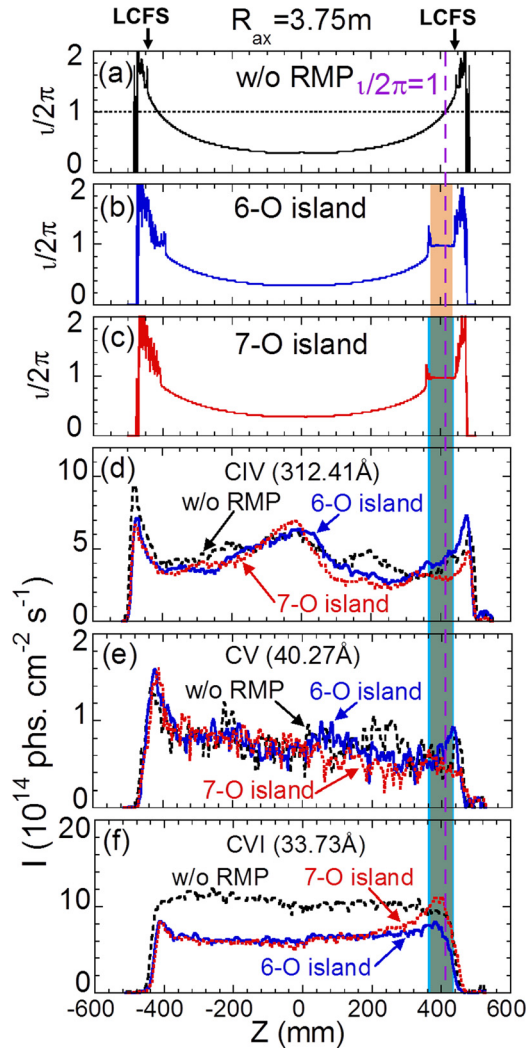 LCFS R_ax=3.75m LCFS
2
(a) w/o RMP ι/2π=1
1
ι/2π
0
2
(b) 6-O island
1
ι/2π
0
2
(c) 7-O island
1
ι/2π
0
10
(d) CIV (312.41Å)
w/o RMP 6-O island
5
7-O island
0
2
(e) CV (40.27Å)
w/o RMP 6-O island
1
7-O island
0
I (10^14 phs. cm^-2 s^-1)
20
(f) CVI (33.73Å)
w/o RMP 7-O island
10
6-O island
0
-600 -400 -200 0 200 400 600
Z (mm)